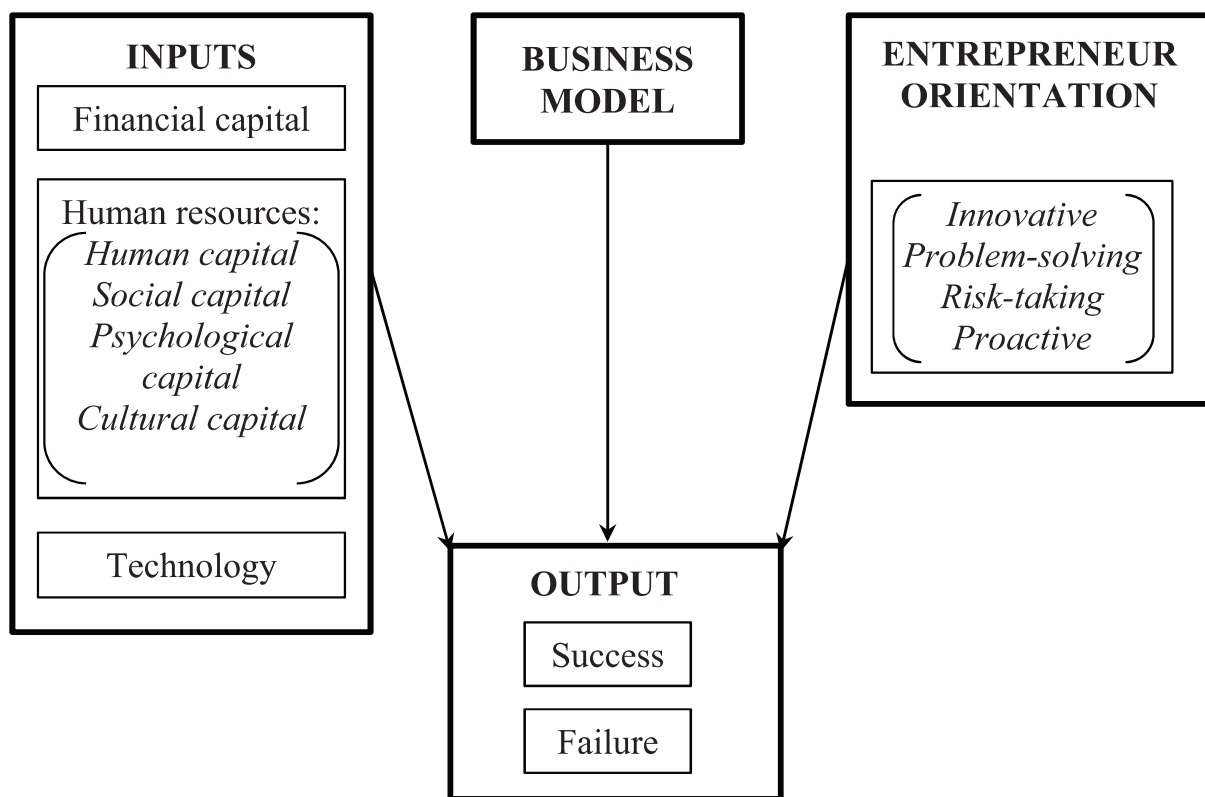 INPUTS
Financial capital
Human resources:
Human capital
Social capital
Psychological
capital
Cultural capital
Technology
BUSINESS
MODEL
ENTREPRENEUR
ORIENTATION
Innovative
Problem-solving
Risk-taking
Proactive
OUTPUT
Success
Failure